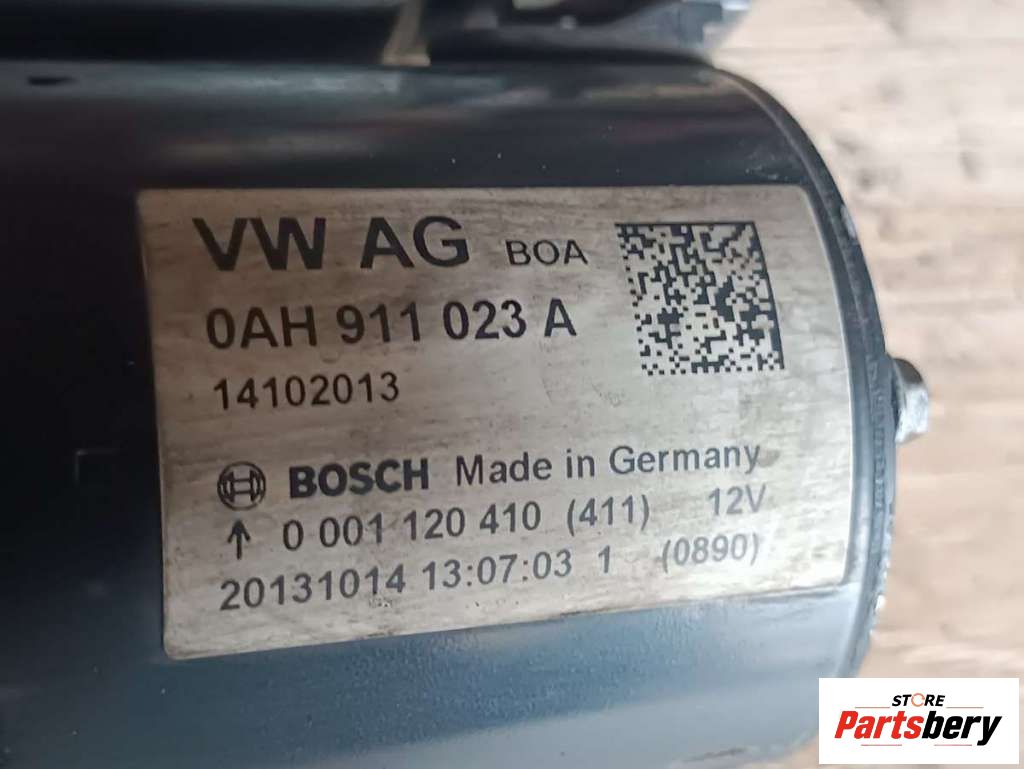 VW AG BOA
0AH 911 023 A
14102013
BOSCH Made in Germany
↑ 0 001 120 410 (411) 12V
20131014 13:07:03 1 (0890)
STORE
Partsbery